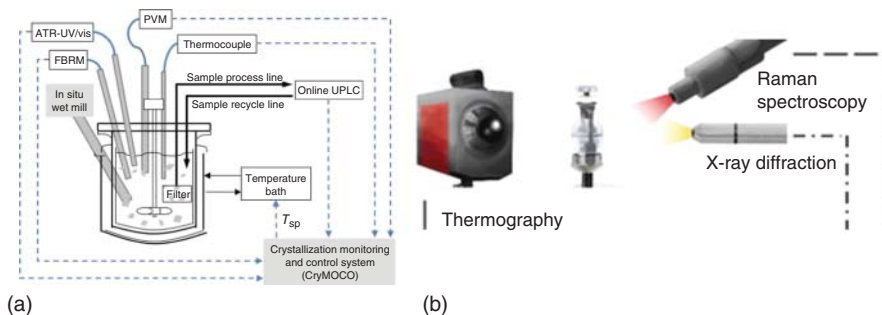 (a)
PVM
ATR-UV/vis
Thermocouple
FBRM
Sample process line
In situ
wet mill
Online UPLC
Sample recycle line
Filter
Temperature
bath
Tsp
Crystallization monitoring
and control system
(CryMOCO)
(b)
Raman
spectroscopy
X-ray diffraction
Thermography